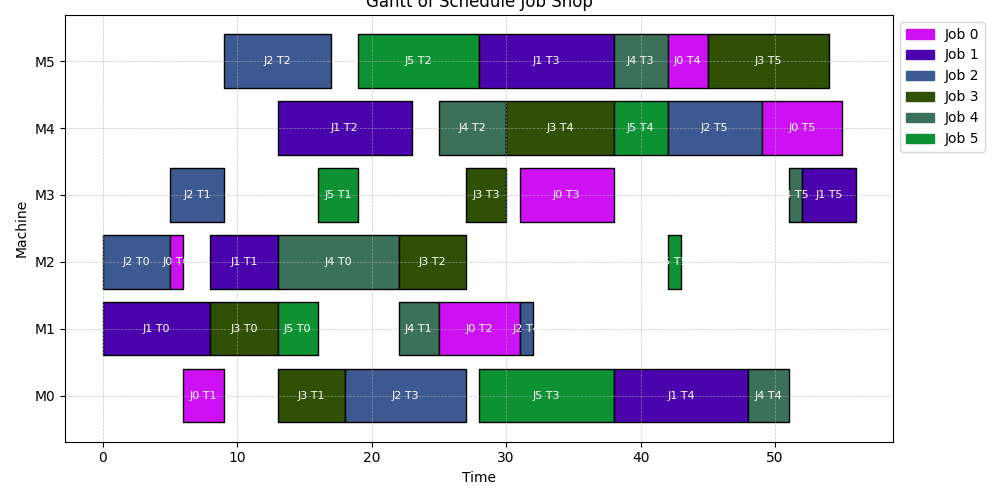 Gantt of Schedule Job Shop
M5
J2 T2
J5 T2
J1 T3
J4 T3
J0 T4
J3 T5
M4
J1 T2
J4 T2
J3 T4
J5 T4
J2 T5
J0 T5
M3
J2 T1
J5 T1
J3 T3
J0 T3
T5
J1 T5
M2
J2 T0
J0
J1 T1
J4 T0
J3 T2
M1
J1 T0
J3 T0
J5 T0
J4 T1
J0 T2
J2
M0
J0 T1
J3 T1
J2 T3
J5 T3
J1 T4
J4 T4
0
10
20
30
40
50
Time
Machine
Job 0
Job 1
Job 2
Job 3
Job 4
Job 5